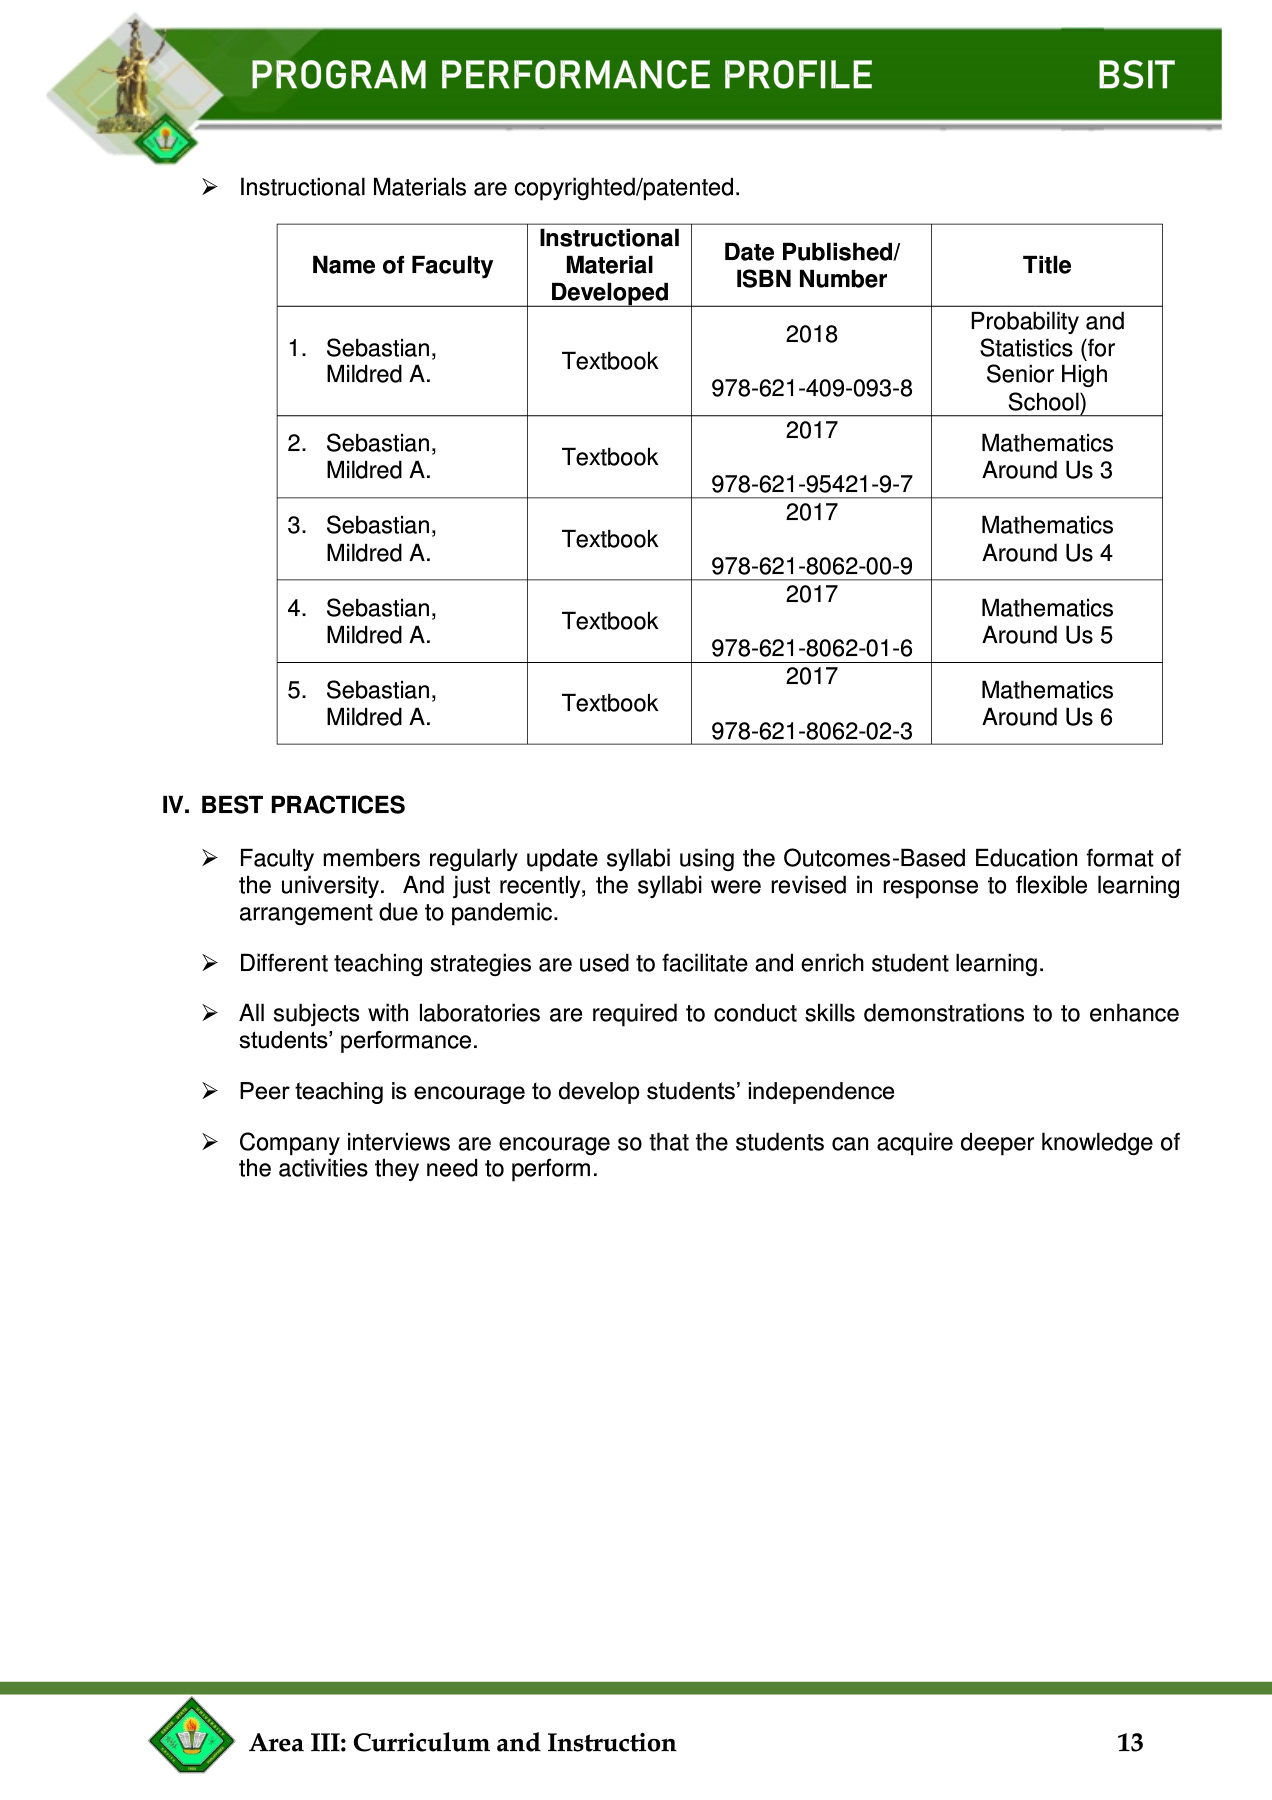 PROGRAM PERFORMANCE PROFILE BSIT
➢ Instructional Materials are copyrighted/patented.
Name of Faculty
Instructional
Material
Developed
Date Published/
ISBN Number
Title
1. Sebastian,
Mildred A.
Textbook
2018
978-621-409-093-8
Probability and
Statistics (for
Senior High
School)
2. Sebastian,
Mildred A.
Textbook
2017
978-621-95421-9-7
Mathematics
Around Us 3
3. Sebastian,
Mildred A.
Textbook
2017
978-621-8062-00-9
Mathematics
Around Us 4
4. Sebastian,
Mildred A.
Textbook
2017
978-621-8062-01-6
Mathematics
Around Us 5
5. Sebastian,
Mildred A.
Textbook
2017
978-621-8062-02-3
Mathematics
Around Us 6
IV. BEST PRACTICES
➢ Faculty members regularly update syllabi using the Outcomes-Based Education format of
the university. And just recently, the syllabi were revised in response to flexible learning
arrangement due to pandemic.
➢ Different teaching strategies are used to facilitate and enrich student learning.
➢ All subjects with laboratories are required to conduct skills demonstrations to to enhance
students’ performance.
➢ Peer teaching is encourage to develop students’ independence
➢ Company interviews are encourage so that the students can acquire deeper knowledge of
the activities they need to perform.
Area III: Curriculum and Instruction 13